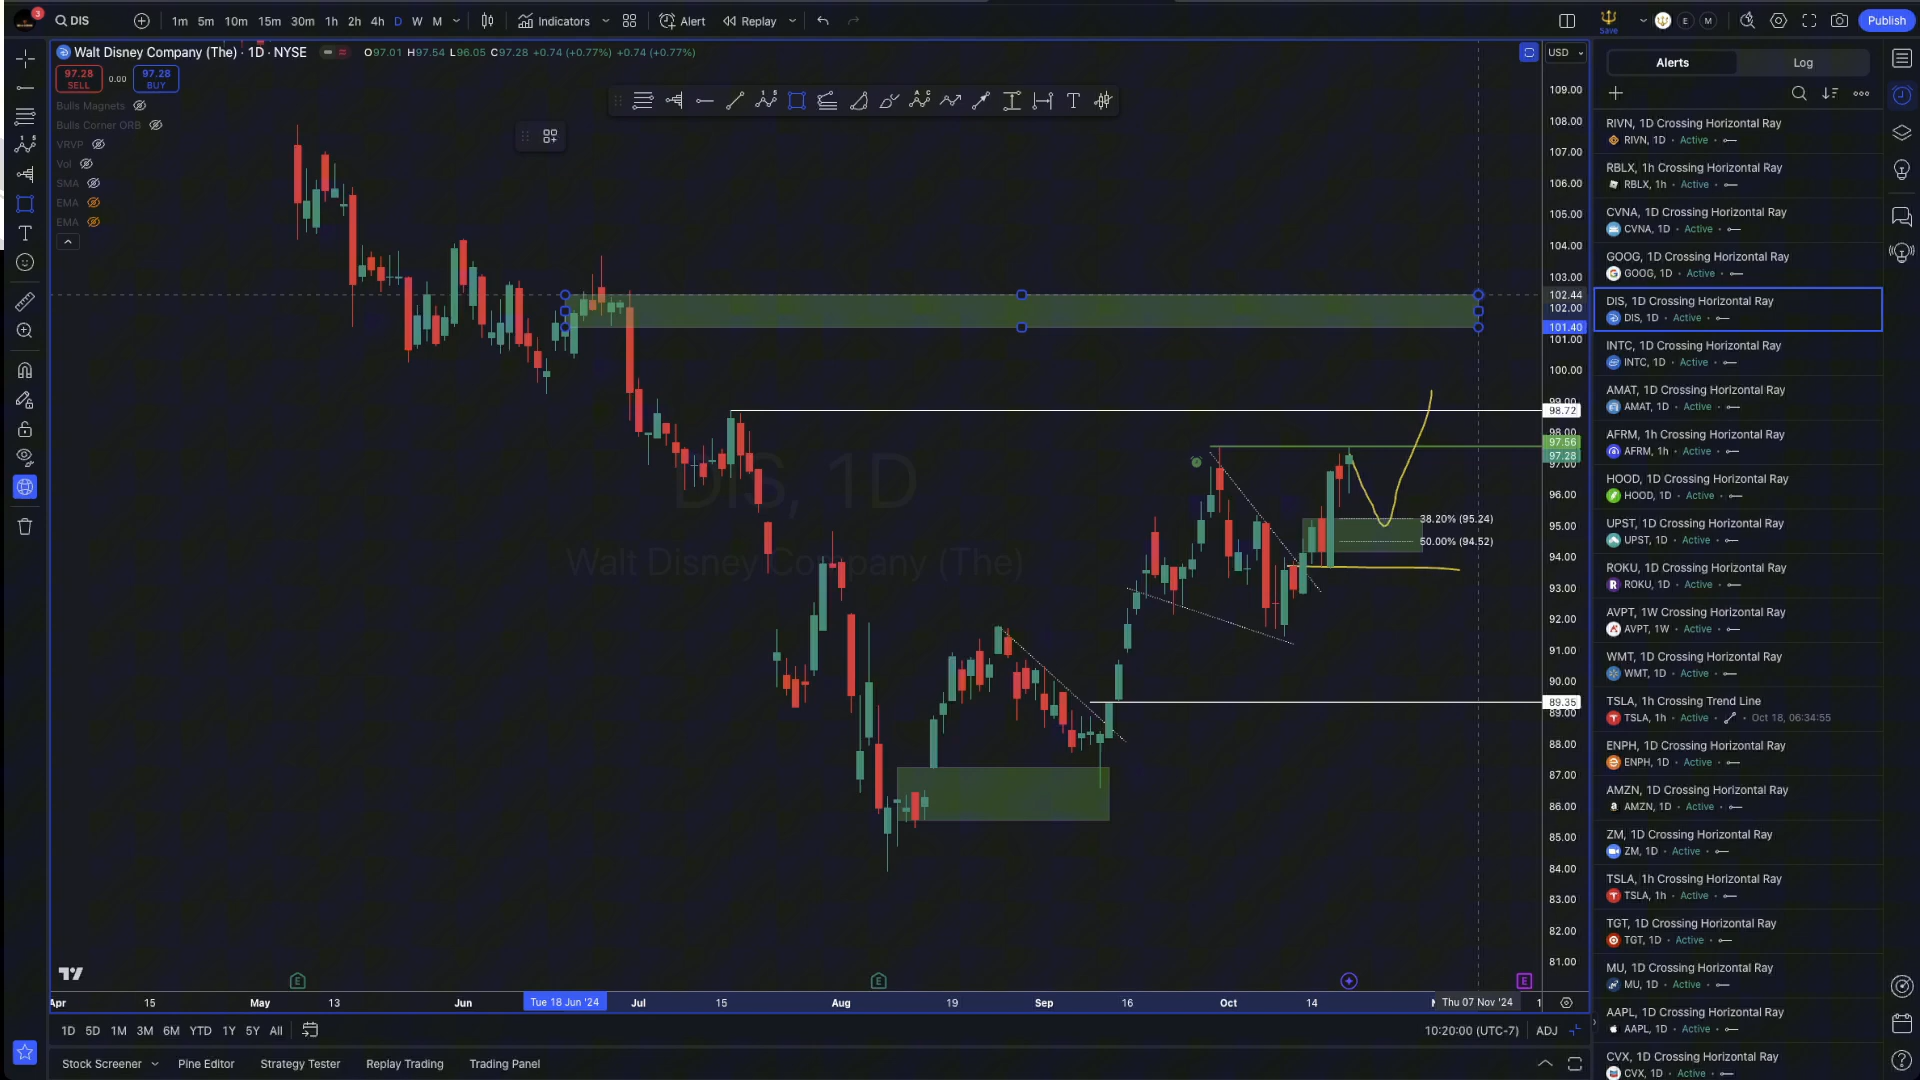 3
DIS
1m 5m 10m 15m 30m 1h 2h 4h D W M
Indicators
Alert
Replay
Save
E M
Publish
Walt Disney Company (The) · 1D · NYSE
O97.01 H97.54 L96.05 C97.28 +0.74 (+0.77%) +0.74 (+0.77%)
97.28
SELL
0.00
97.28
BUY
Bulls Magnets
Bulls Corner ORB
VRVP
Vol
SMA
EMA
EMA
DIS, 1D
Walt Disney Company (The)
38.20% (95.24)
50.00% (94.52)
USD
109.00
108.00
107.00
106.00
105.00
104.00
103.00
102.44
102.00
101.40
101.00
100.00
99.00
98.72
98.00
97.56
97.28
97.00
96.00
95.00
94.00
93.00
92.00
91.00
90.00
89.35
89.00
88.00
87.00
86.00
85.00
84.00
83.00
82.00
81.00
E E E
Apr 15 May 13 Jun Tue 18 Jun '24 Jul 15 Aug 19 Sep 16 Oct 14 Thu 07 Nov '24
1D 5D 1M 3M 6M YTD 1Y 5Y All
10:20:00 (UTC-7) ADJ
Stock Screener Pine Editor Strategy Tester Replay Trading Trading Panel
Alerts Log
RIVN, 1D Crossing Horizontal Ray
RIVN, 1D • Active •
RBLX, 1h Crossing Horizontal Ray
RBLX, 1h • Active •
CVNA, 1D Crossing Horizontal Ray
CVNA, 1D • Active •
GOOG, 1D Crossing Horizontal Ray
GOOG, 1D • Active •
DIS, 1D Crossing Horizontal Ray
DIS, 1D • Active •
INTC, 1D Crossing Horizontal Ray
INTC, 1D • Active •
AMAT, 1D Crossing Horizontal Ray
AMAT, 1D • Active •
AFRM, 1h Crossing Horizontal Ray
AFRM, 1h • Active •
HOOD, 1D Crossing Horizontal Ray
HOOD, 1D • Active •
UPST, 1D Crossing Horizontal Ray
UPST, 1D • Active •
ROKU, 1D Crossing Horizontal Ray
ROKU, 1D • Active •
AVPT, 1W Crossing Horizontal Ray
AVPT, 1W • Active •
WMT, 1D Crossing Horizontal Ray
WMT, 1D • Active •
TSLA, 1h Crossing Trend Line
TSLA, 1h • Active • • Oct 18, 06:34:55
ENPH, 1D Crossing Horizontal Ray
ENPH, 1D • Active •
AMZN, 1D Crossing Horizontal Ray
AMZN, 1D • Active •
ZM, 1D Crossing Horizontal Ray
ZM, 1D • Active •
TSLA, 1h Crossing Horizontal Ray
TSLA, 1h • Active •
TGT, 1D Crossing Horizontal Ray
TGT, 1D • Active •
MU, 1D Crossing Horizontal Ray
MU, 1D • Active •
AAPL, 1D Crossing Horizontal Ray
AAPL, 1D • Active •
CVX, 1D Crossing Horizontal Ray
CVX, 1D • Active •